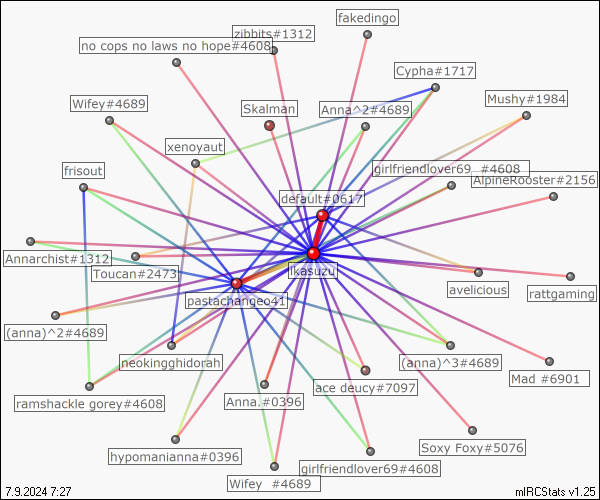 fakedingo
zibbits#1312
no cops no laws no hope#4608
Cypha#1717
Wifey#4689
Skalman
Anna^2#4689
Mushy#1984
xenoyaut
frisout
girlfriendlover69_#4608
AlpineRooster#2156
default#0617
Annarchist#1312
Toucan#2473
ikasuzu
avelicious
rattgaming
pastachangeo41
(anna)^2#4689
neokingghidorah
(anna)^3#4689
ace deucy#7097
Mad_#6901
ramshackle gorey#4608
Anna.#0396
Soxy Foxy#5076
hypomanianna#0396
girlfriendlover69#4608
Wifey_#4689
7.9.2024 7:27
mIRCStats v1.25